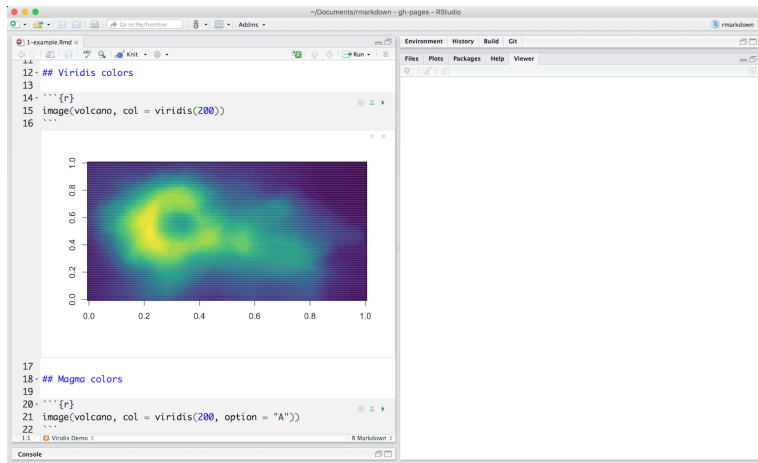 ~/Documents/rmarkdown - gh-pages - RStudio
Go to file/function
Addins
rmarkdown
1-example.Rmd
Environment History Build Git
Knit
Run
Files Plots Packages Help Viewer
11
12 ## Viridis colors
13
14 ```{r}
15 image(volcano, col = viridis(200))
16 ```
1.0
0.8
0.6
0.4
0.2
0.0
0.0 0.2 0.4 0.6 0.8 1.0
17
18 ## Magma colors
19
20 ```{r}
21 image(volcano, col = viridis(200, option = "A"))
22 ```
1:1 Viridis Demo R Markdown
Console